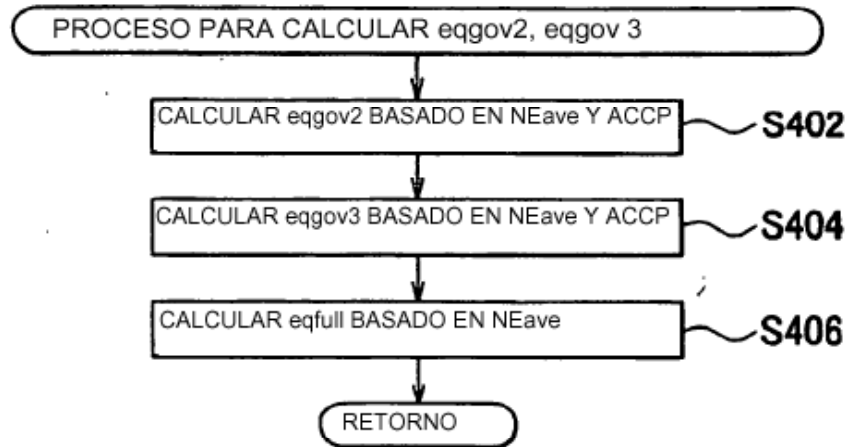 PROCESO PARA CALCULAR eqgov2, eqgov 3
CALCULAR eqgov2 BASADO EN NEave Y ACCP
S402
CALCULAR eqgov3 BASADO EN NEave Y ACCP
S404
CALCULAR eqfull BASADO EN NEave
S406
RETORNO